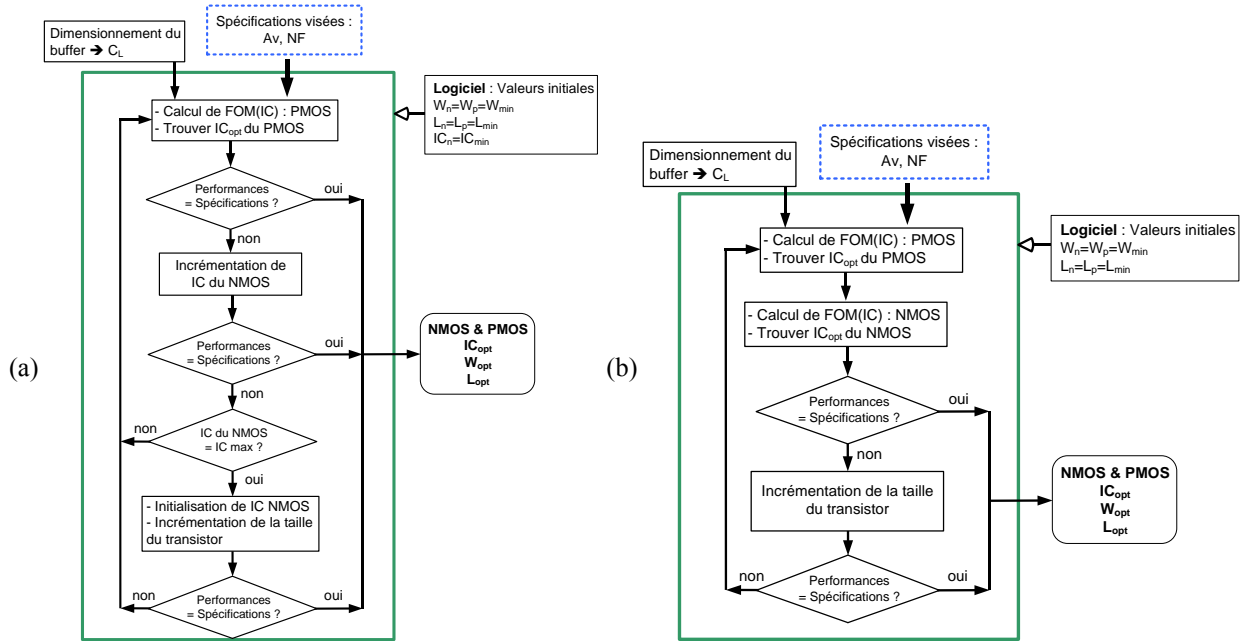 Dimensionnement du
buffer ➔ CL
Spécifications visées :
Av, NF
Logiciel : Valeurs initiales
Wn=Wp=Wmin
Ln=Lp=Lmin
ICn=ICmin
- Calcul de FOM(IC) : PMOS
- Trouver ICopt du PMOS
Performances
= Spécifications ?
oui
non
Incrémentation de
IC du NMOS
Performances
= Spécifications ?
oui
non
NMOS & PMOS
ICopt
Wopt
Lopt
(a)
IC du NMOS
= IC max ?
non
oui
- Initialisation de IC NMOS
- Incrémentation de la taille
du transistor
Performances
= Spécifications ?
non
oui
Dimensionnement du
buffer ➔ CL
Spécifications visées :
Av, NF
Logiciel : Valeurs initiales
Wn=Wp=Wmin
Ln=Lp=Lmin
- Calcul de FOM(IC) : PMOS
- Trouver ICopt du PMOS
- Calcul de FOM(IC) : NMOS
- Trouver ICopt du NMOS
(b)
Performances
= Spécifications ?
oui
non
Incrémentation de la taille
du transistor
NMOS & PMOS
ICopt
Wopt
Lopt
Performances
= Spécifications ?
non
oui